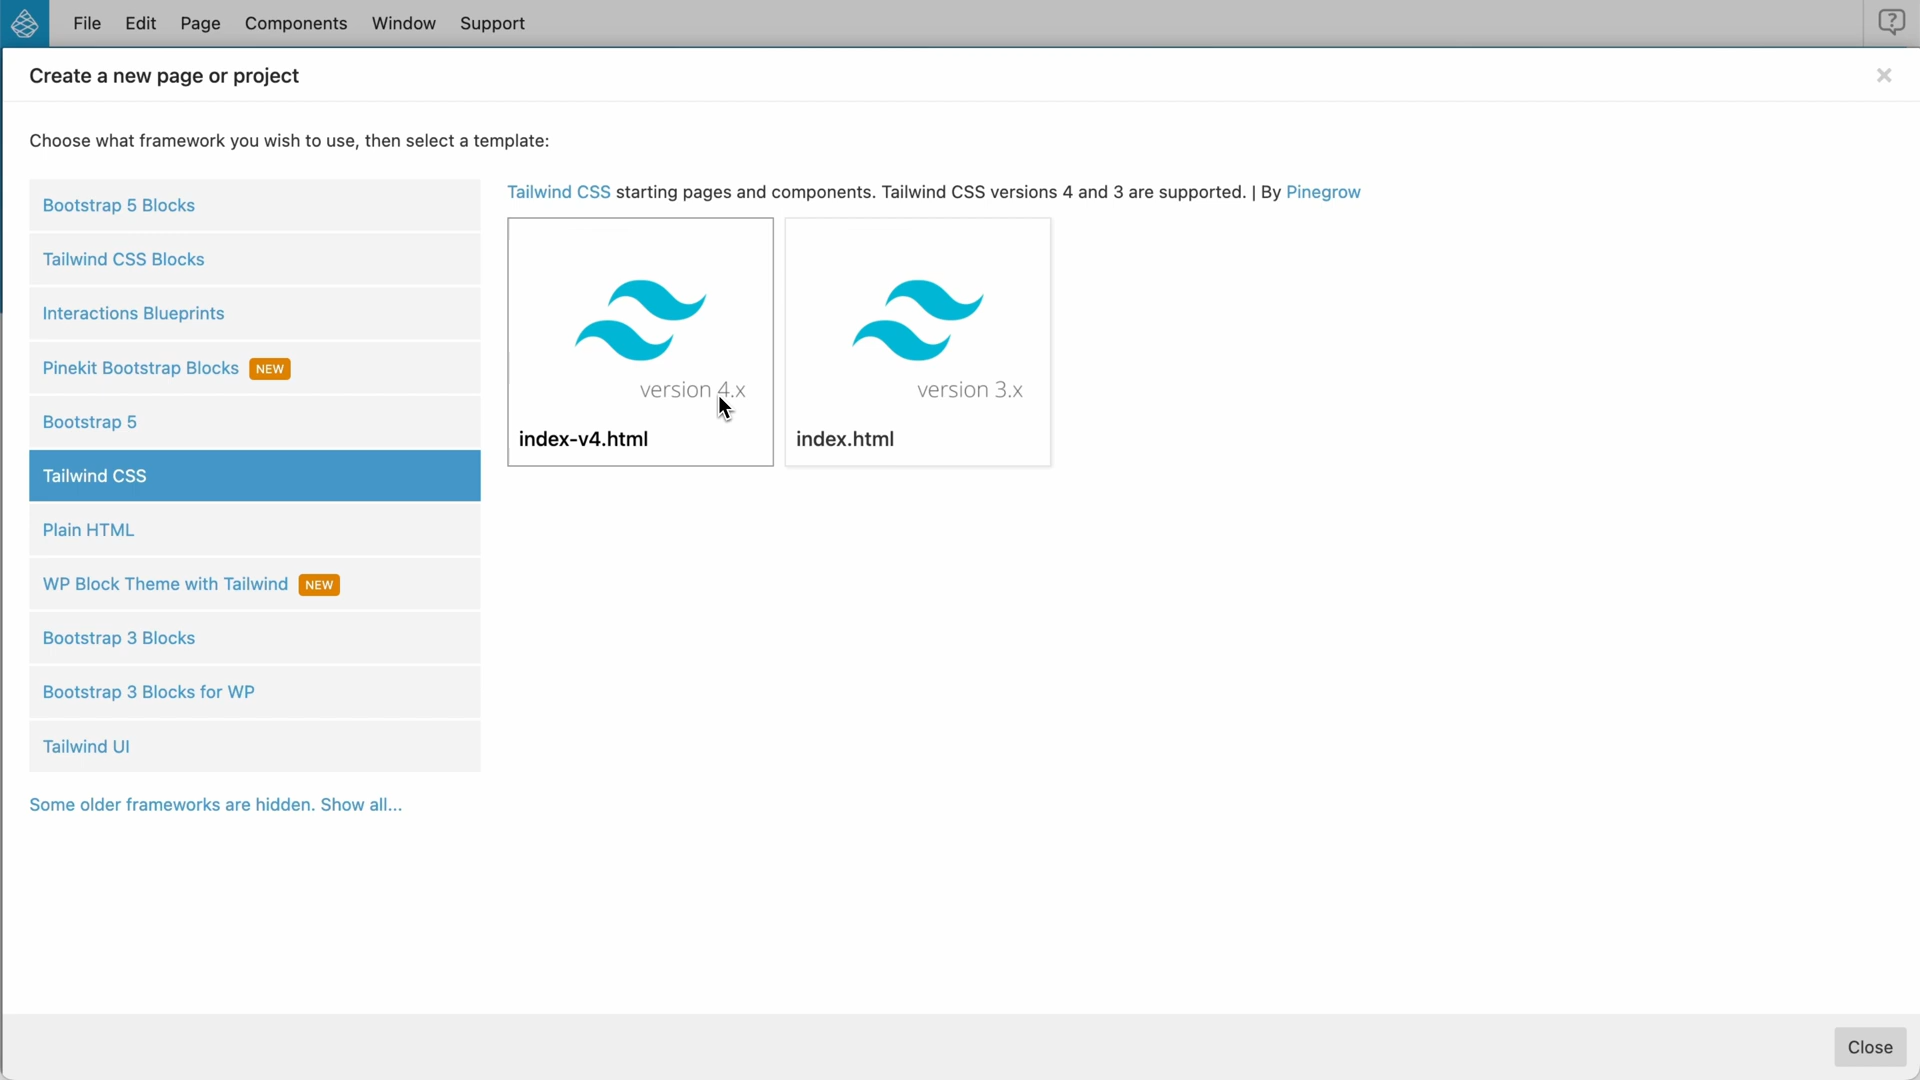 File Edit Page Components Window Support
Create a new page or project
Choose what framework you wish to use, then select a template:
Bootstrap 5 Blocks
Tailwind CSS Blocks
Interactions Blueprints
Pinekit Bootstrap Blocks NEW
Bootstrap 5
Tailwind CSS
Plain HTML
WP Block Theme with Tailwind NEW
Bootstrap 3 Blocks
Bootstrap 3 Blocks for WP
Tailwind UI
Some older frameworks are hidden. Show all...
Tailwind CSS starting pages and components. Tailwind CSS versions 4 and 3 are supported. | By Pinegrow
version 4.x
index-v4.html
version 3.x
index.html
Close